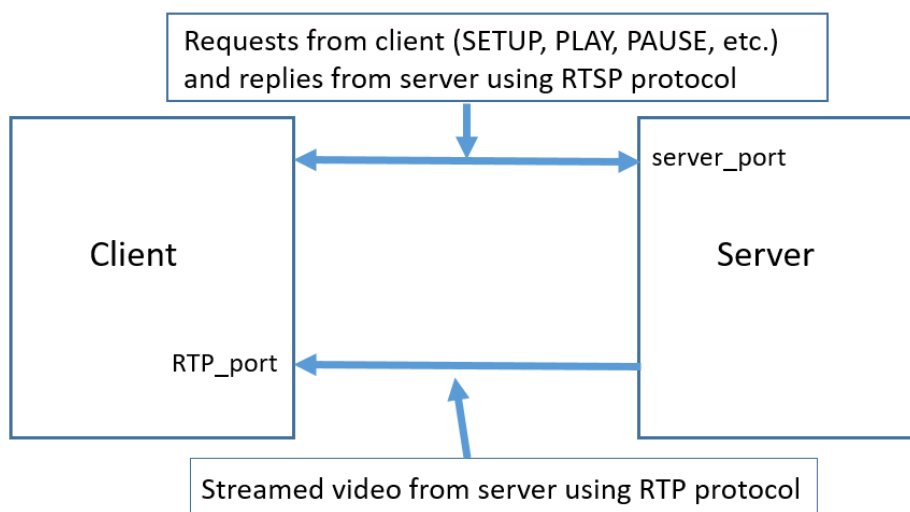 Requests from client (SETUP, PLAY, PAUSE, etc.)
and replies from server using RTSP protocol
server_port
Client
Server
RTP_port
Streamed video from server using RTP protocol